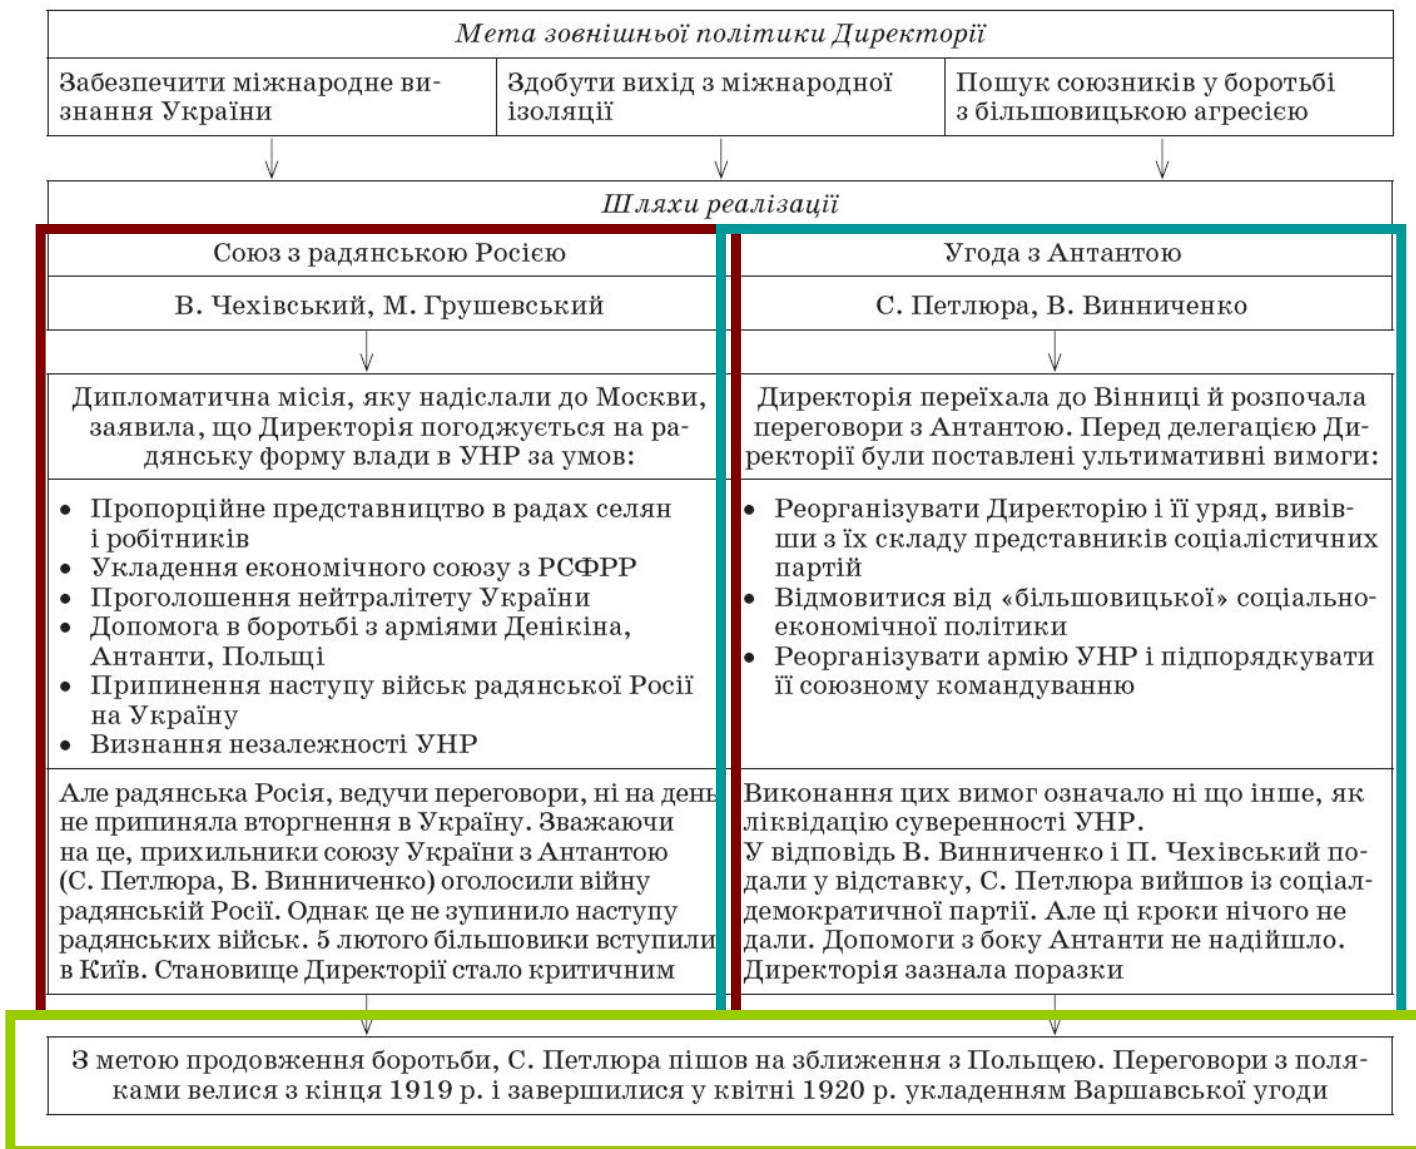 Мета зовнішньої політики Директорії
Забезпечити міжнародне ви-
знання України
Здобути вихід з міжнародної
ізоляції
Пошук союзників у боротьбі
з більшовицькою агресією
Шляхи реалізації
Союз з радянською Росією
В. Чехівський, М. Грушевський
Дипломатична місія, яку надіслали до Москви,
заявила, що Директорія погоджується на ра-
дянську форму влади в УНР за умов:
• Пропорційне представництво в радах селян
і робітників
• Укладення економічного союзу з РСФРР
• Проголошення нейтралітету України
• Допомога в боротьбі з арміями Денікіна,
Антанти, Польщі
• Припинення наступу військ радянської Росії
на Україну
• Визнання незалежності УНР
Але радянська Росія, ведучи переговори, ні на день
не припиняла вторгнення в Україну. Зважаючи
на це, прихильники союзу України з Антантою
(С. Петлюра, В. Винниченко) оголосили війну
радянській Росії. Однак це не зупинило наступу
радянських військ. 5 лютого більшовики вступили
в Київ. Становище Директорії стало критичним
Угода з Антантою
С. Петлюра, В. Винниченко
Директорія переїхала до Вінниці й розпочала
переговори з Антантою. Перед делегацією Ди-
ректорії були поставлені ультимативні вимоги:
• Реорганізувати Директорію і її уряд, вивів-
ши з їх складу представників соціалістичних
партій
• Відмовитися від «більшовицької» соціально-
економічної політики
• Реорганізувати армію УНР і підпорядкувати
її союзному командуванню
Виконання цих вимог означало ні що інше, як
ліквідацію суверенності УНР.
У відповідь В. Винниченко і П. Чехівський по-
дали у відставку, С. Петлюра вийшов із соціал-
демократичної партії. Але ці кроки нічого не
дали. Допомоги з боку Антанти не надійшло.
Директорія зазнала поразки
З метою продовження боротьби, С. Петлюра пішов на зближення з Польщею. Переговори з поля-
ками велися з кінця 1919 р. і завершилися у квітні 1920 р. укладенням Варшавської угоди